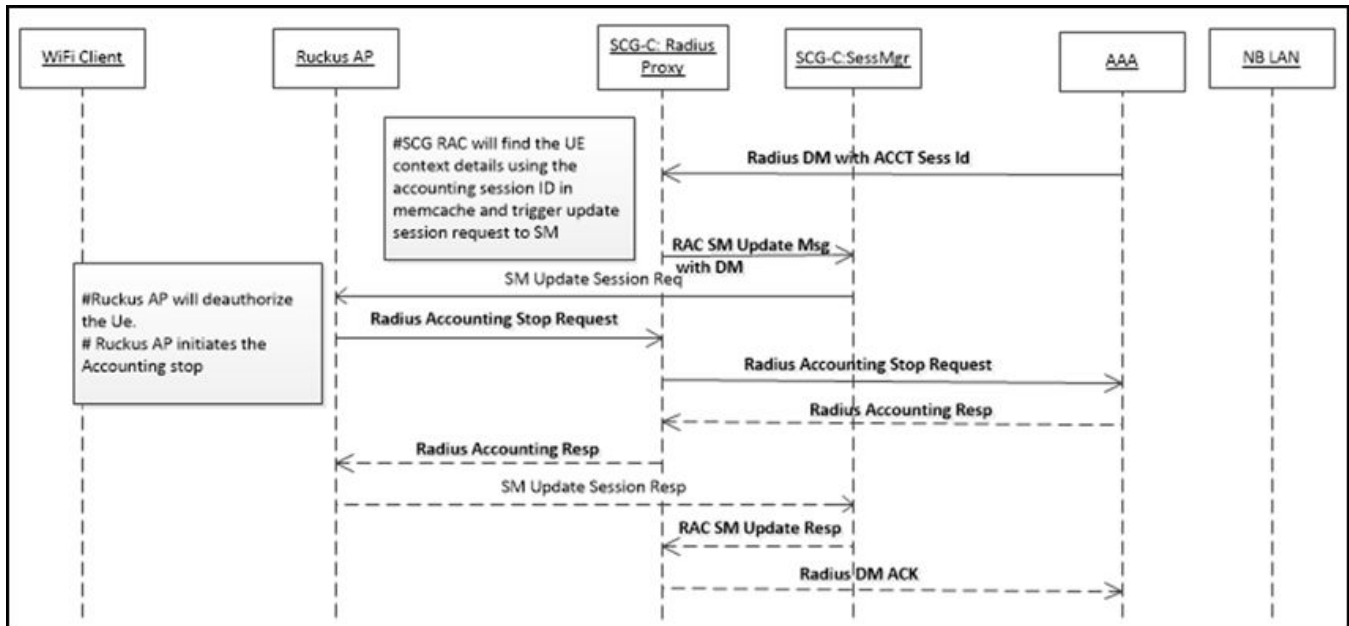 WiFi Client
Ruckus AP
SCG-C: Radius
Proxy
SCG-C:SessMgr
AAA
NB LAN
#SCG RAC will find the UE
context details using the
accounting session ID in
memcache and trigger update
session request to SM
Radius DM with ACCT Sess Id
RAC SM Update Msg
with DM
SM Update Session Req
#Ruckus AP will deauthorize
the Ue.
# Ruckus AP initiates the
Accounting stop
Radius Accounting Stop Request
Radius Accounting Stop Request
Radius Accounting Resp
Radius Accounting Resp
SM Update Session Resp
RAC SM Update Resp
Radius DM ACK